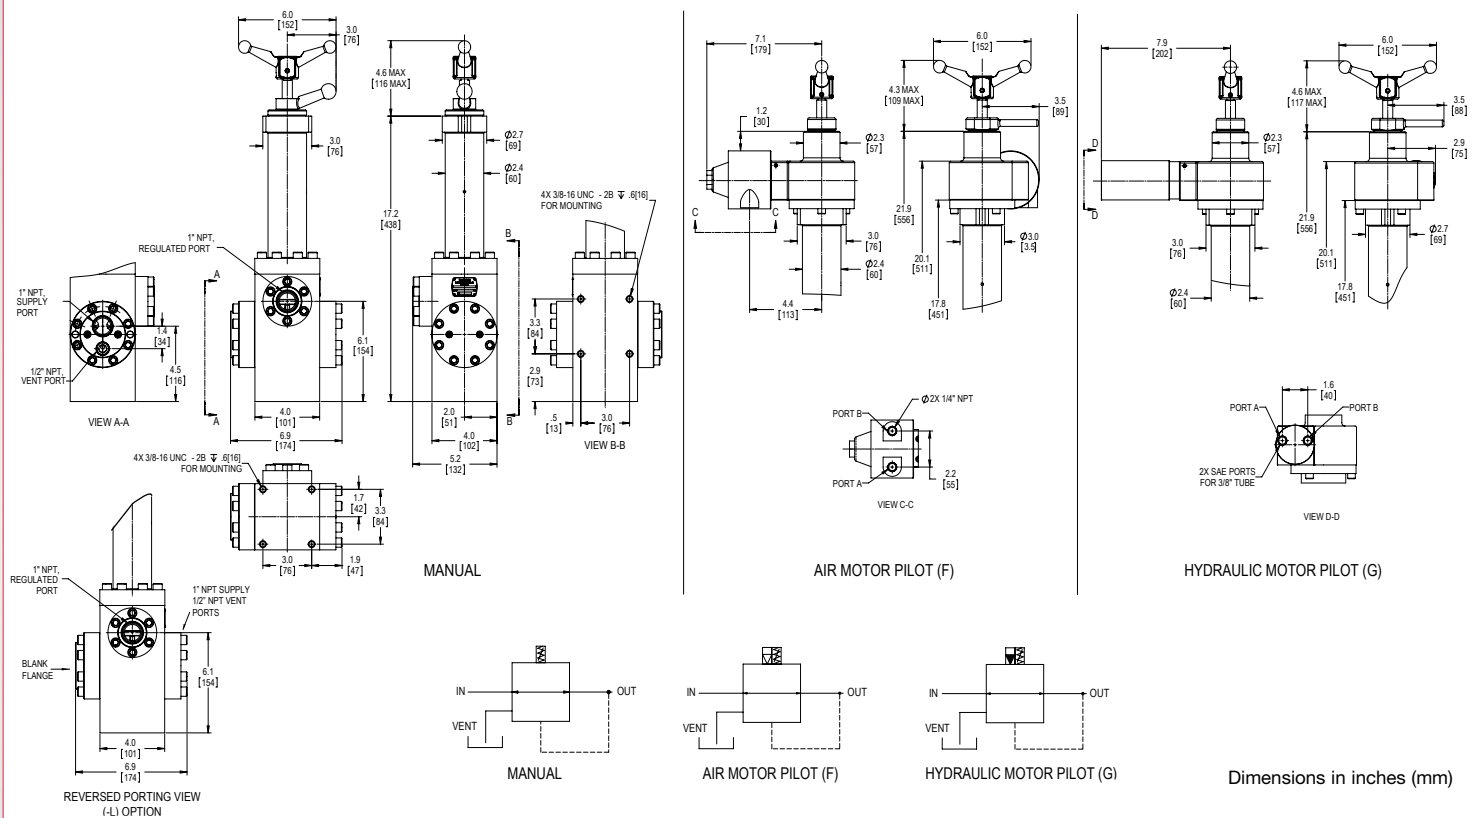 6.0
[152]
3.0
[76]
3.0
[76]
1" NPT,
REGULATED PORT
1" NPT,
SUPPLY
PORT
1/2" NPT,
VENT PORT
1.4
[34]
4.5
[116]
VIEW A-A
A
A
6.1
[154]
4.0
[101]
6.9
[174]
4.6 MAX
[116 MAX]
Ø2.7
[69]
Ø2.4
[60]
17.2
[438]
B
B
2.0
[51]
4.0
[102]
5.2
[132]
4X 3/8-16 UNC - 2B ↧ .6[16]
FOR MOUNTING
3.3
[84]
2.9
[73]
.5
[13]
3.0
[76]
VIEW B-B
4X 3/8-16 UNC - 2B ↧ .6[16]
FOR MOUNTING
1.7
[42]
3.3
[84]
3.0
[76]
1.9
[47]
MANUAL
1" NPT,
REGULATED
PORT
1" NPT SUPPLY
1/2" NPT VENT
PORTS
BLANK
FLANGE
6.1
[154]
4.0
[101]
6.9
[174]
REVERSED PORTING VIEW
(-L) OPTION
7.1
[179]
1.2
[30]
Ø2.3
[57]
C
C
3.0
[76]
Ø2.4
[60]
4.4
[113]
6.0
[152]
4.3 MAX
[109 MAX]
3.5
[89]
21.9
[556]
20.1
[511]
17.8
[451]
Ø3.0
[3.5]
PORT B
Ø2X 1/4" NPT
PORT A
2.2
[55]
VIEW C-C
AIR MOTOR PILOT (F)
7.9
[202]
D
D
Ø2.3
[57]
3.0
[76]
Ø2.4
[60]
6.0
[152]
4.6 MAX
[117 MAX]
3.5
[88]
2.9
[75]
21.9
[556]
20.1
[511]
17.8
[451]
Ø2.7
[69]
1.6
[40]
PORT A
PORT B
2X SAE PORTS
FOR 3/8" TUBE
VIEW D-D
HYDRAULIC MOTOR PILOT (G)
IN
OUT
VENT
MANUAL
IN
OUT
VENT
AIR MOTOR PILOT (F)
IN
OUT
VENT
HYDRAULIC MOTOR PILOT (G)
Dimensions in inches (mm)